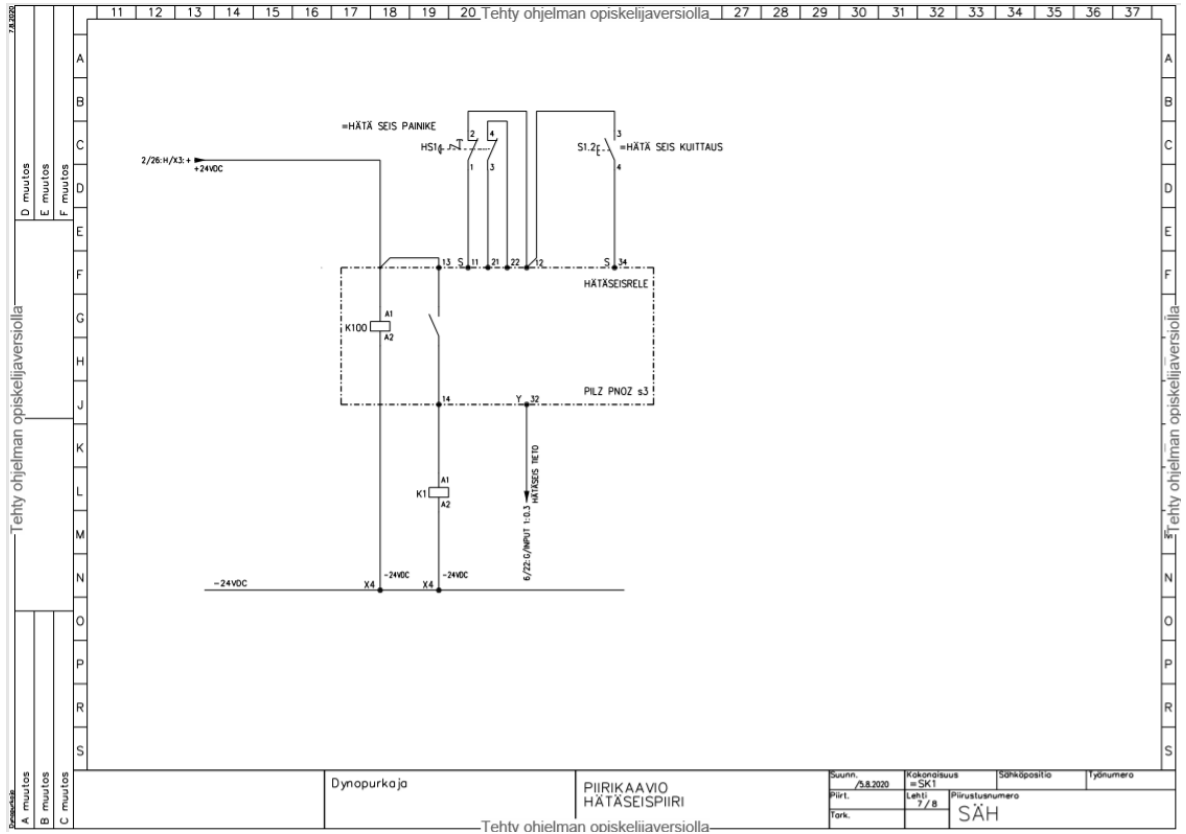 7.8.2020
11 12 13 14 15 16 17 18 19 20 Tehty ohjelman opiskelijaversiolla 27 28 29 30 31 32 33 34 35 36 37
A A
B B
C C
D D
E E
F F
G G
H H
J J
K K
L L
M M
N N
O O
P P
R R
S S
D muutos
E muutos
F muutos
Tehty ohjelman opiskelijaversiolla
Tehty ohjelman opiskelijaversiolla
A muutos
B muutos
C muutos
Dynopurkaja
=HÄTÄ SEIS PAINIKE
2 4
HS1
1 3
3
S1.2 =HÄTÄ SEIS KUITTAUS
4
2/26:H/X3:+
+24VDC
13 S 11 21 22 12 S 34
HÄTÄSEISRELE
A1
K100
A2
PILZ PNOZ s3
14 Y 32
HÄTÄSEIS TIETO
6/22:G/INPUT 1:0.3
A1
K1
A2
-24VDC X4 -24VDC X4 -24VDC
Dynopurkaja
PIIRIKAAVIO
HÄTÄSEISPIIRI
Suunn. /5.8.2020
Kokonaisuus
=SK1
Sähköpositio
Työnumero
Piirt.
Lehti
7 / 8
Piirustusnumero
SÄH
Tark.
Tehty ohjelman opiskelijaversiolla